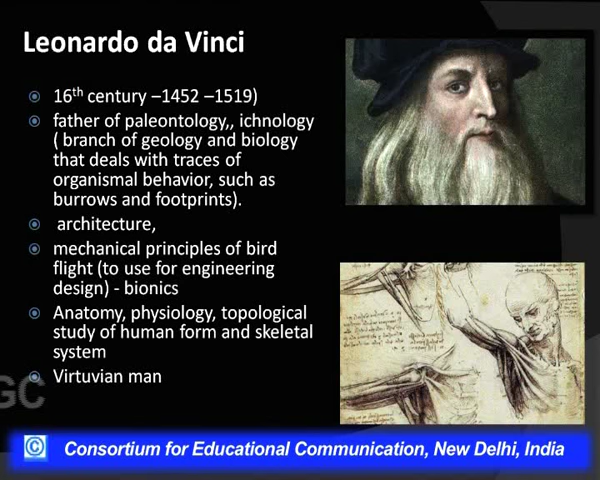 Leonardo da Vinci
16th century –1452 –1519)
father of paleontology,, ichnology
( branch of geology and biology
that deals with traces of
organismal behavior, such as
burrows and footprints).
architecture,
mechanical principles of bird
flight (to use for engineering
design) - bionics
Anatomy, physiology, topological
study of human form and skeletal
system
Virtuvian man
GC
© Consortium for Educational Communication, New Delhi, India